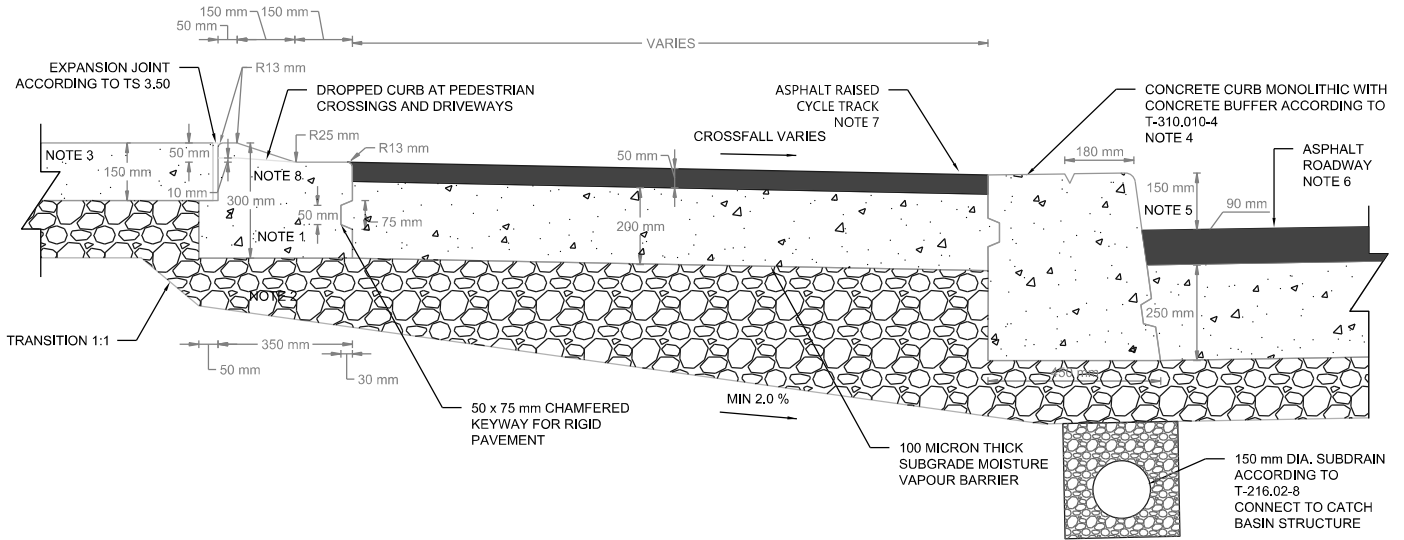 150 mm
150 mm
50 mm
VARIES
EXPANSION JOINT
ACCORDING TO TS 3.50
R13 mm
DROPPED CURB AT PEDESTRIAN
CROSSINGS AND DRIVEWAYS
ASPHALT RAISED
CYCLE TRACK
NOTE 7
CONCRETE CURB MONOLITHIC WITH
CONCRETE BUFFER ACCORDING TO
T-310.010-4
NOTE 4
R25 mm
R13 mm
CROSSFALL VARIES
ASPHALT
ROADWAY
NOTE 6
NOTE 3
50 mm
150 mm
10 mm
300 mm
NOTE 8
50 mm
180 mm
150 mm
NOTE 5
90 mm
50 mm
75 mm
200 mm
NOTE 1
NOTE 2
250 mm
TRANSITION 1:1
50 mm
350 mm
30 mm
450 mm
MIN 2.0 %
50 x 75 mm CHAMFERED
KEYWAY FOR RIGID
PAVEMENT
100 MICRON THICK
SUBGRADE MOISTURE
VAPOUR BARRIER
150 mm DIA. SUBDRAIN
ACCORDING TO
T-216.02-8
CONNECT TO CATCH
BASIN STRUCTURE